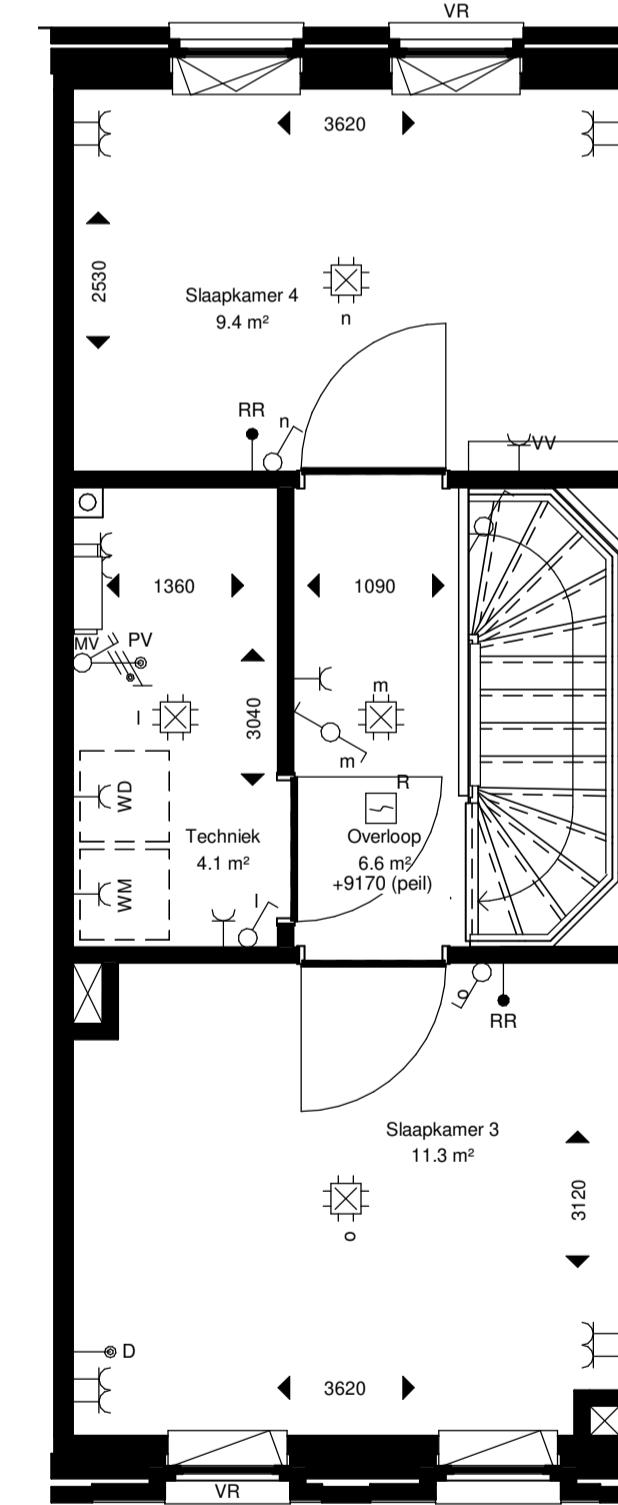 VR
3620
2530
Slaapkamer 4
9.4 m²
n
RR
n
VV
1360
1090
MV
PV
m
l
3040
m
R
WD
Techniek
4.1 m²
Overloop
6.6 m²
+9170 (peil)
WM
l
o
RR
Slaapkamer 3
11.3 m²
3120
o
D
3620
VR